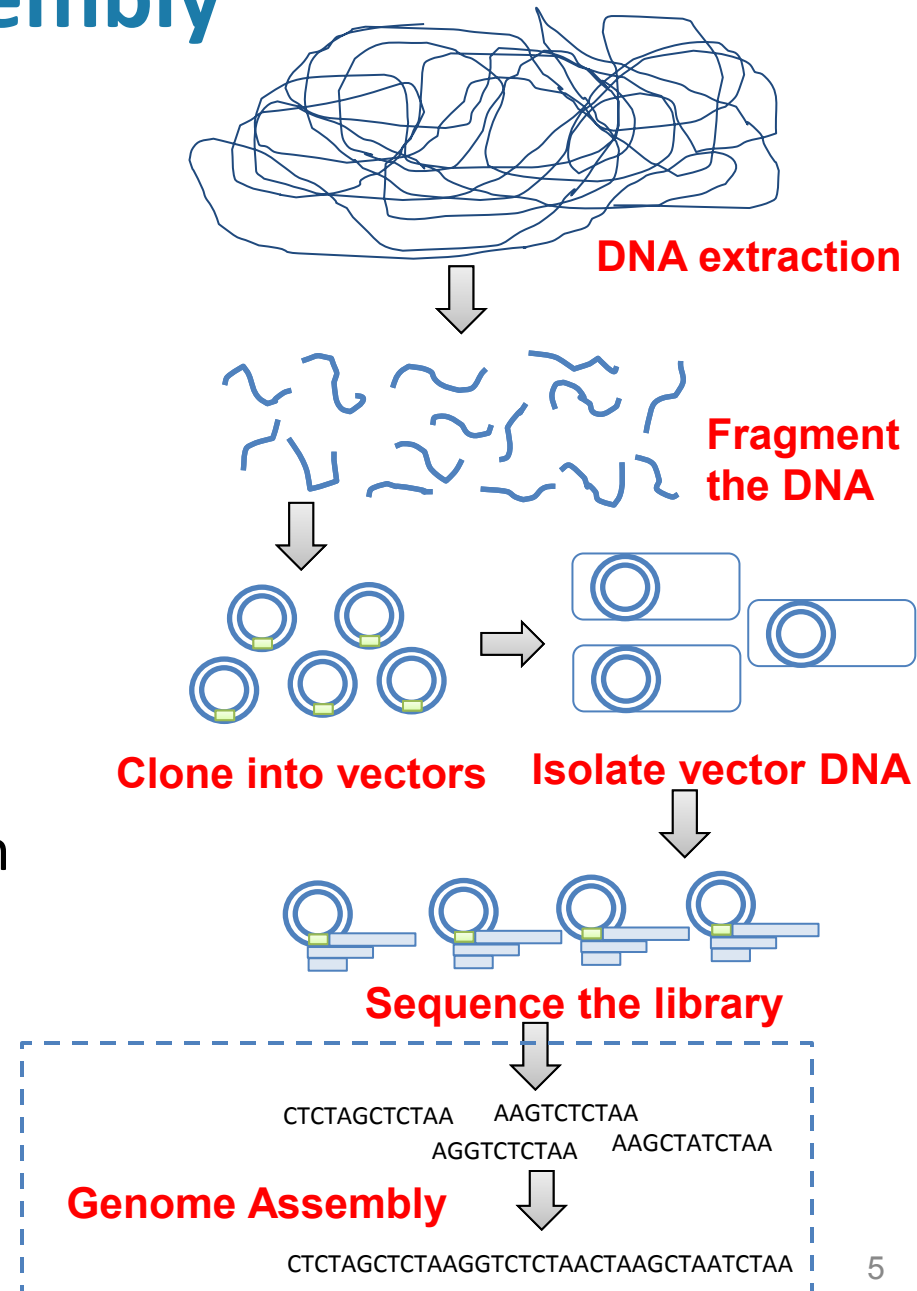 embly
DNA extraction
Fragment
the DNA
Clone into vectors
Isolate vector DNA
n
Sequence the library
CTCTAGCTCTAA
AAGTCTCTAA
AGGTCTCTAA
AAGCTATCTAA
Genome Assembly
CTCTAGCTCTAAGGTCTCTAACTAAGCTAATCTAA
5